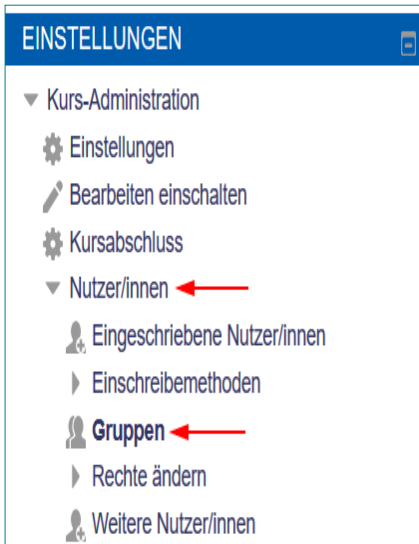 EINSTELLUNGEN
Kurs-Administration
Einstellungen
Bearbeiten einschalten
Kursabschluss
Nutzer/innen
Eingeschriebene Nutzer/innen
Einschreibemethoden
Gruppen
Rechte ändern
Weitere Nutzer/innen